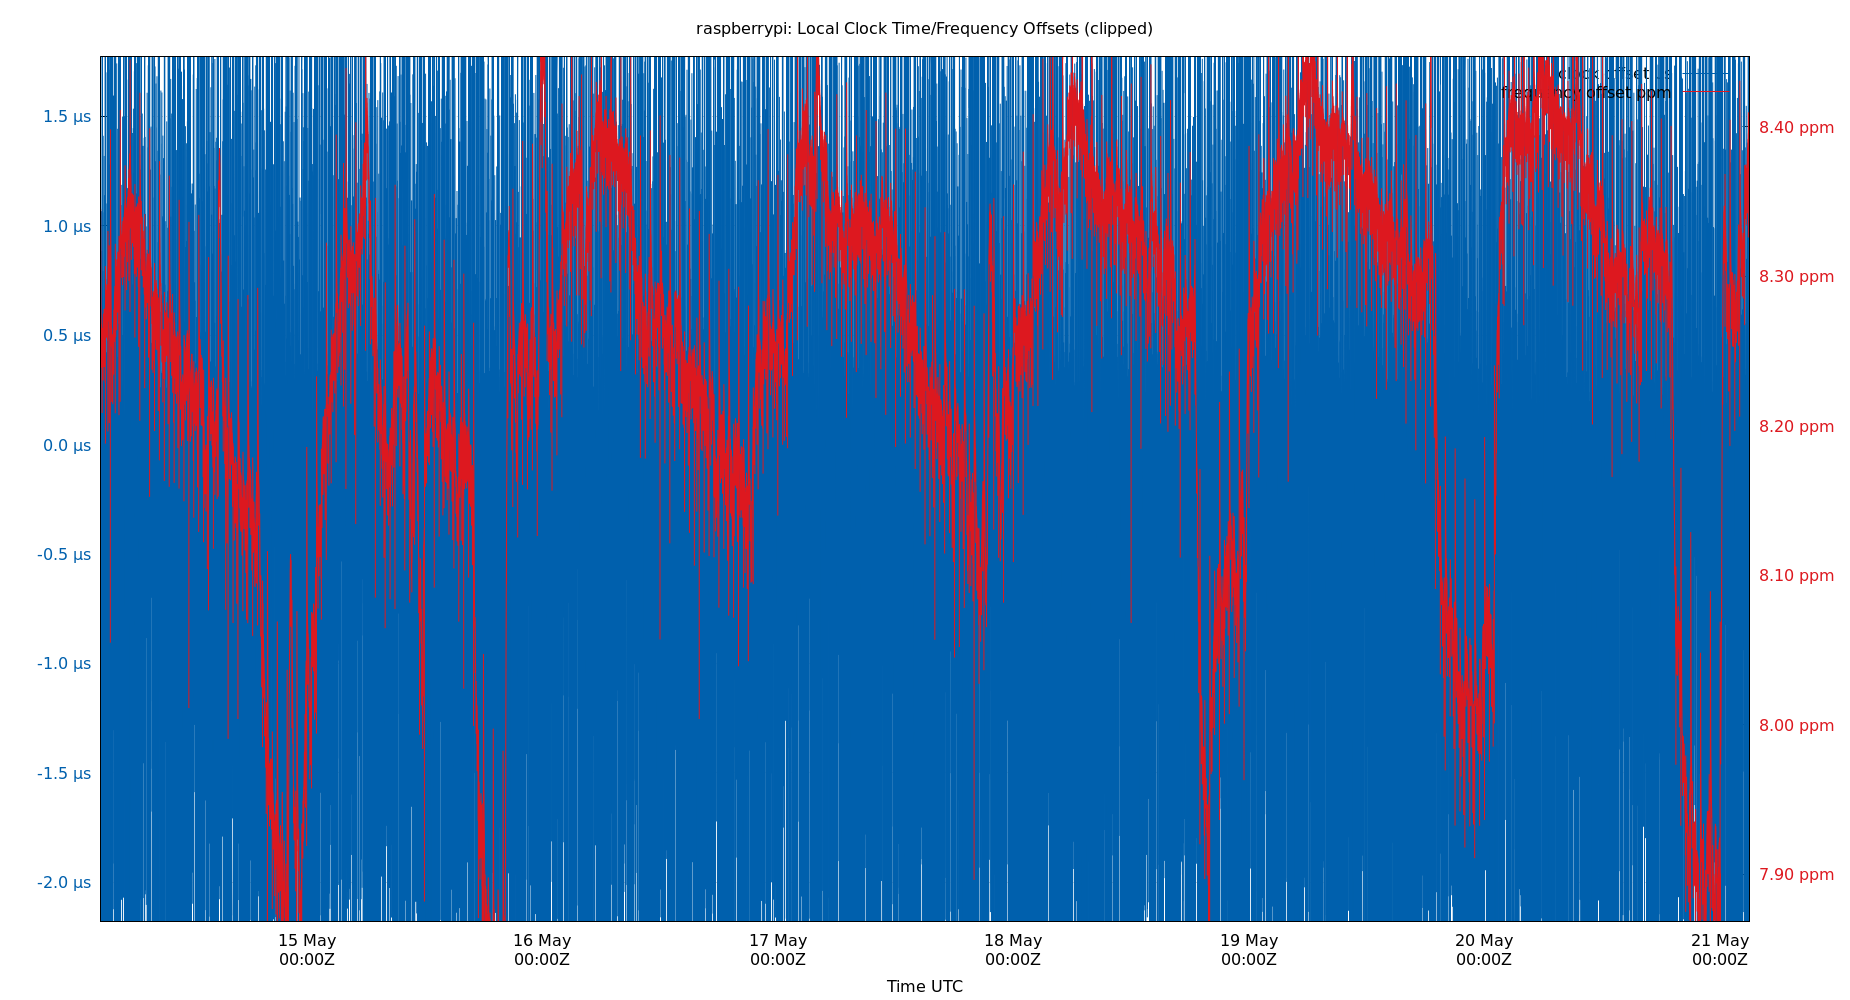 raspberrypi: Local Clock Time/Frequency Offsets (clipped)
clock offset
frequency offset ppm
1.5 µs
1.0 µs
0.5 µs
0.0 µs
-0.5 µs
-1.0 µs
-1.5 µs
-2.0 µs
8.40 ppm
8.30 ppm
8.20 ppm
8.10 ppm
8.00 ppm
7.90 ppm
15 May 16 May 17 May 18 May 19 May 20 May 21 May
00:00Z 00:00Z 00:00Z 00:00Z 00:00Z 00:00Z 00:00Z
Time UTC